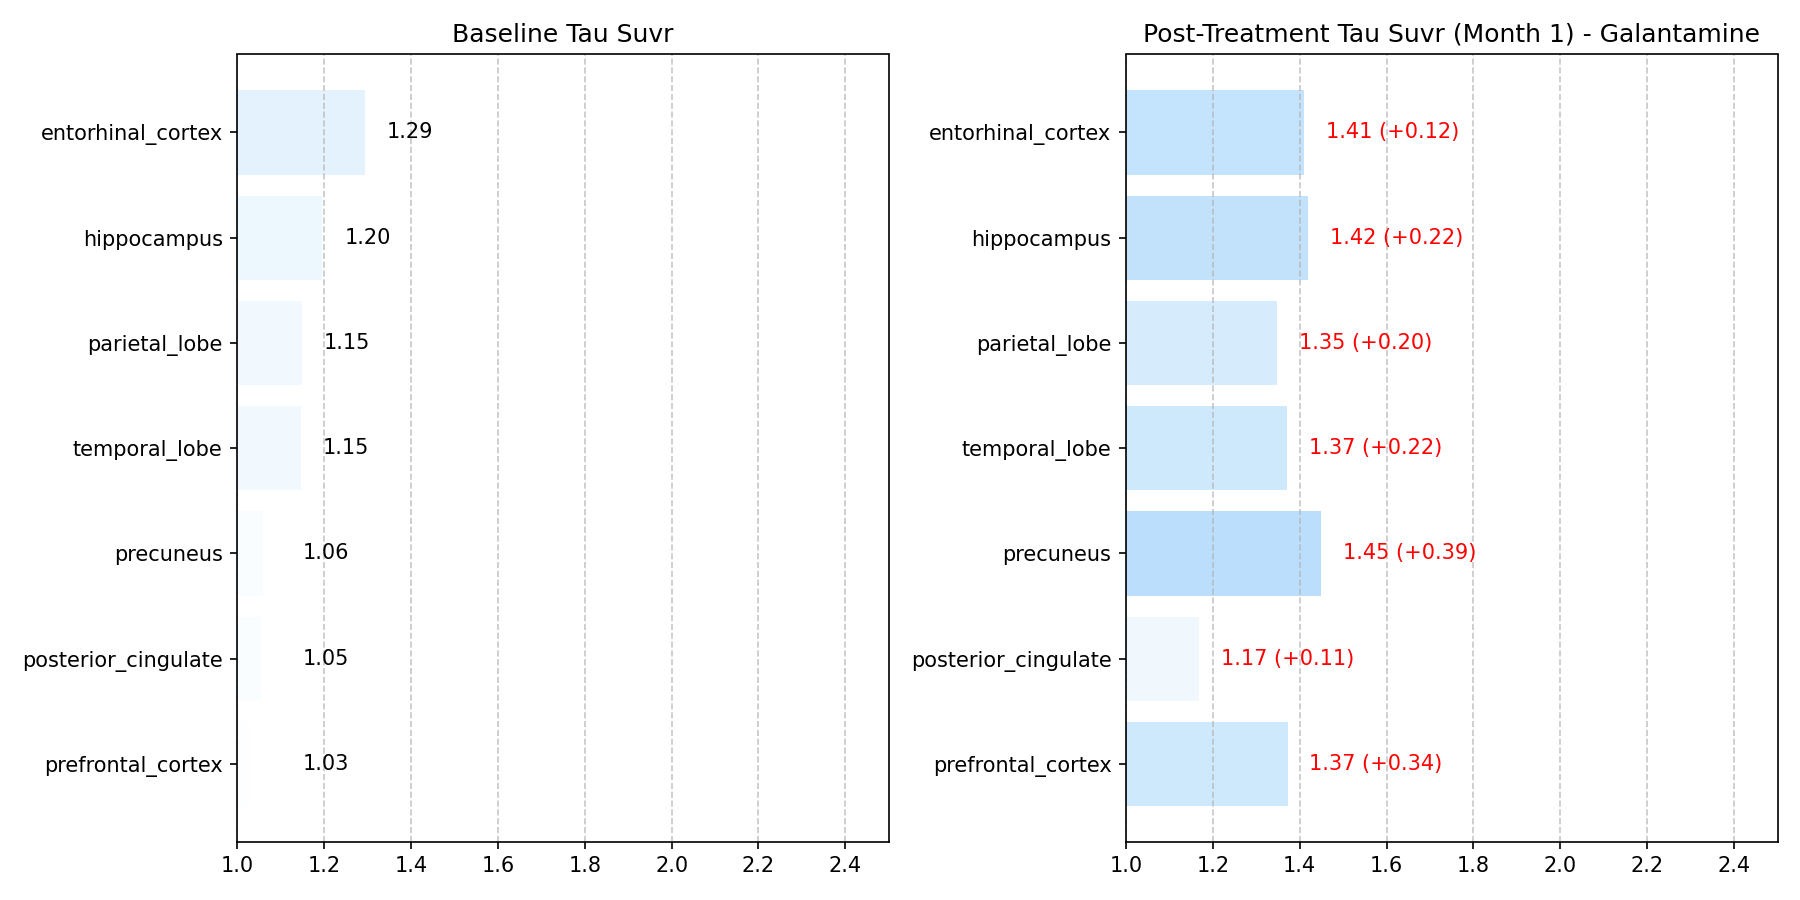 Baseline Tau Suvr
entorhinal_cortex 1.29
hippocampus 1.20
parietal_lobe 1.15
temporal_lobe 1.15
precuneus 1.06
posterior_cingulate 1.05
prefrontal_cortex 1.03
1.0 1.2 1.4 1.6 1.8 2.0 2.2 2.4
Post-Treatment Tau Suvr (Month 1) - Galantamine
entorhinal_cortex 1.41 (+0.12)
hippocampus 1.42 (+0.22)
parietal_lobe 1.35 (+0.20)
temporal_lobe 1.37 (+0.22)
precuneus 1.45 (+0.39)
posterior_cingulate 1.17 (+0.11)
prefrontal_cortex 1.37 (+0.34)
1.0 1.2 1.4 1.6 1.8 2.0 2.2 2.4